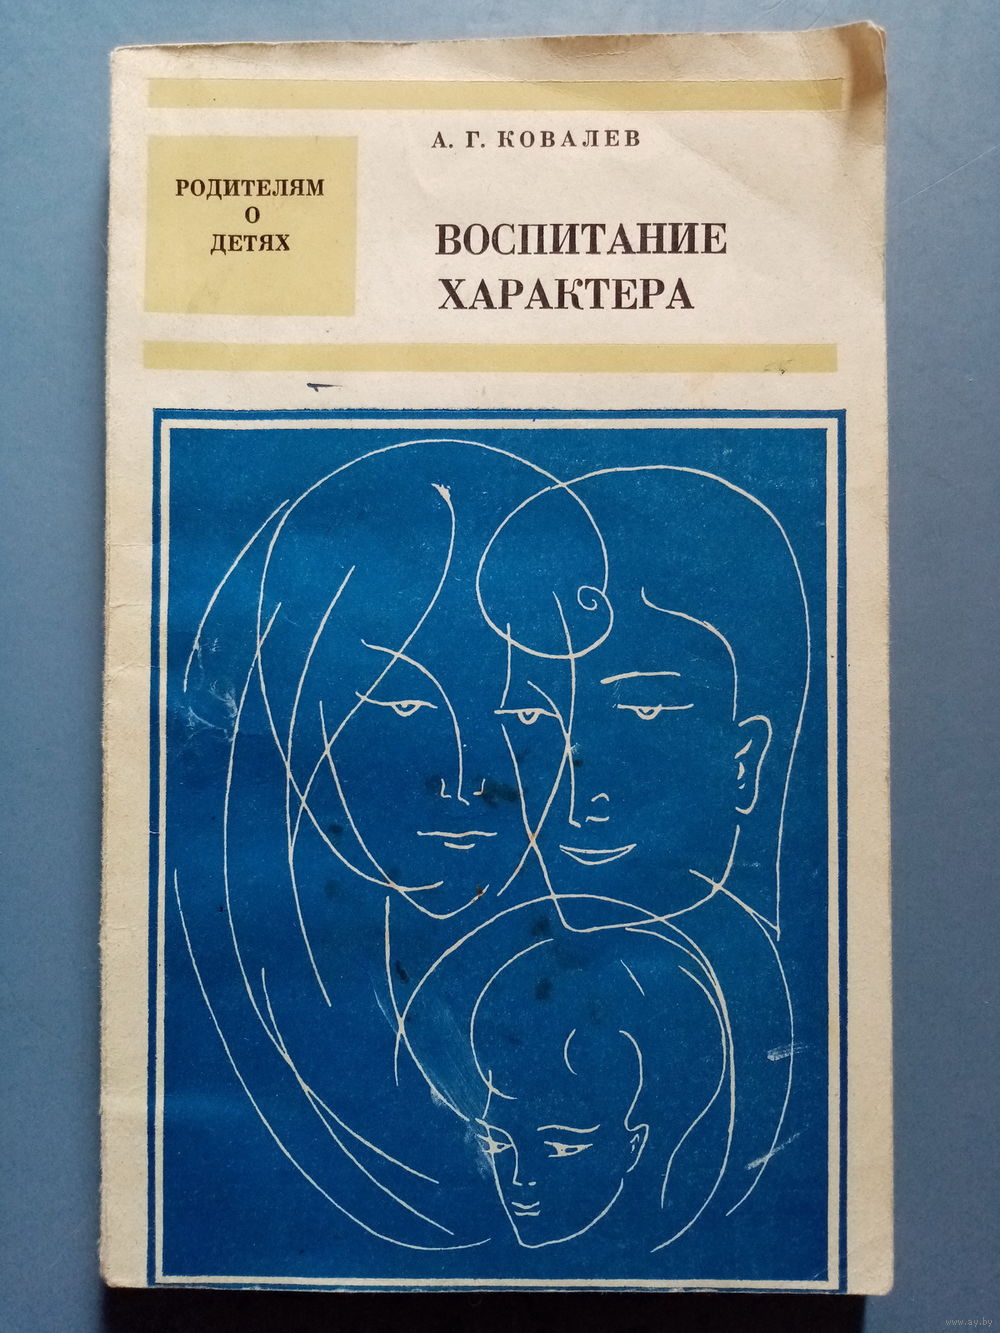 А. Г. КОВАЛЕВ
РОДИТЕЛЯМ
О
ДЕТЯХ
ВОСПИТАНИЕ
ХАРАКТЕРА
www.ay.by